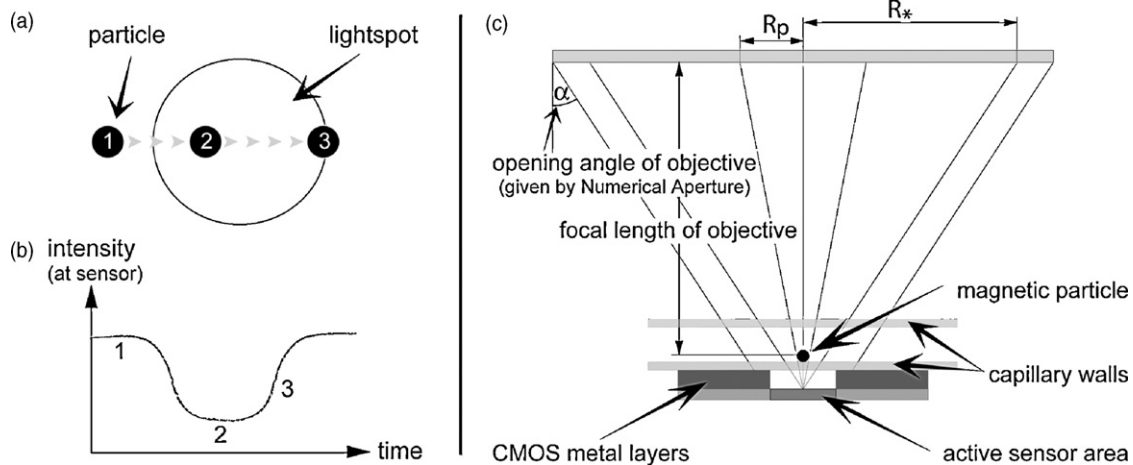 (a)
particle
lightspot
1
2
3
(b)
intensity
(at sensor)
1
2
3
time
(c)
Rp
R*
α
opening angle of objective
(given by Numerical Aperture)
focal length of objective
magnetic particle
capillary walls
CMOS metal layers
active sensor area